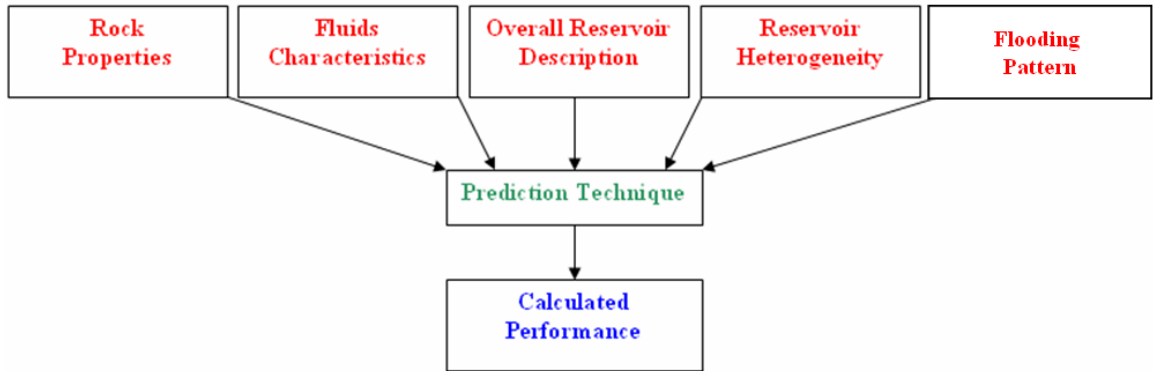 Rock
Properties
Fluids
Characteristics
Overall Reservoir
Description
Reservoir
Heterogeneity
Flooding
Pattern
Prediction Technique
Calculated
Performance